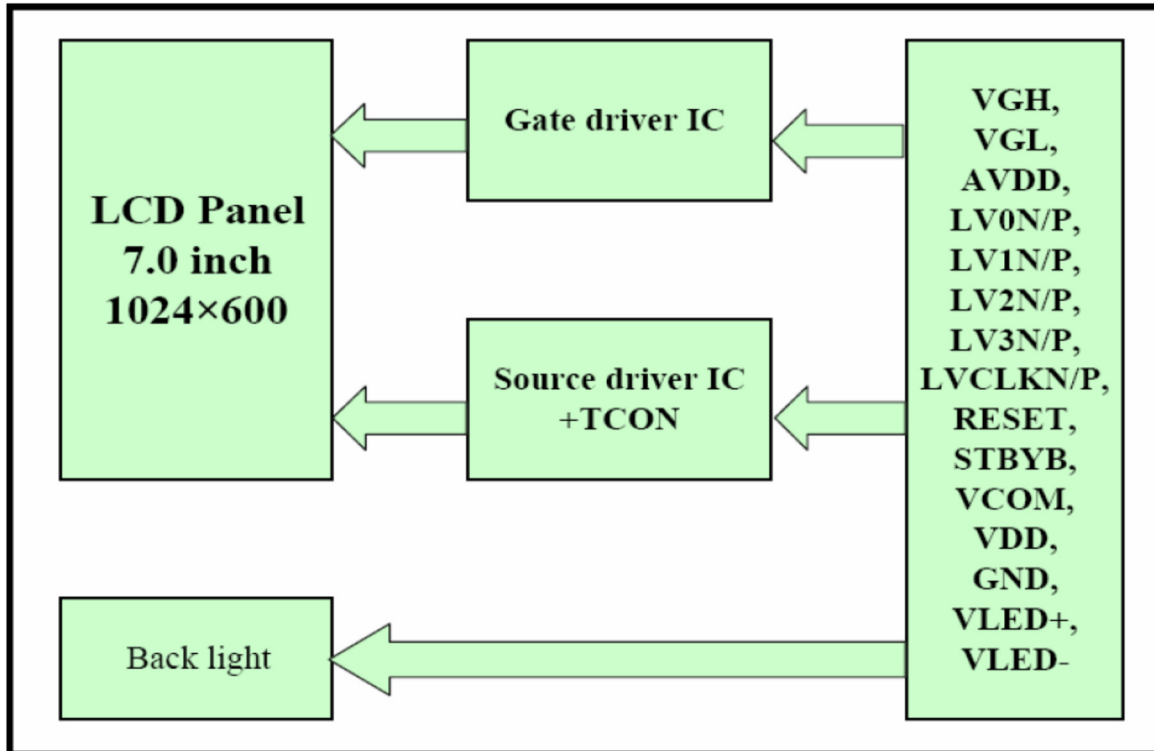 LCD Panel
7.0 inch
1024×600
Gate driver IC
Source driver IC
+TCON
Back light
VGH,
VGL,
AVDD,
LV0N/P,
LV1N/P,
LV2N/P,
LV3N/P,
LVCLKN/P,
RESET,
STBYB,
VCOM,
VDD,
GND,
VLED+,
VLED-